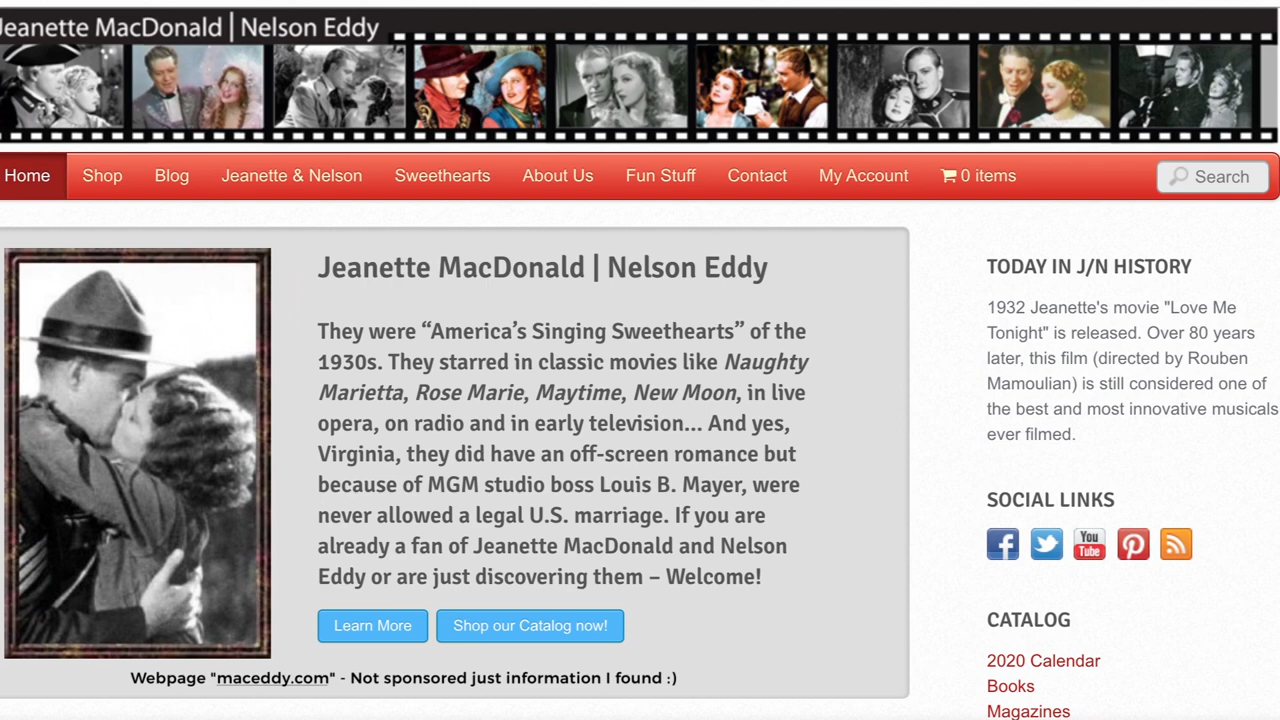 Jeanette MacDonald | Nelson Eddy
Home Shop Blog Jeanette & Nelson Sweethearts About Us Fun Stuff Contact My Account 0 items Search
Jeanette MacDonald | Nelson Eddy
They were “America’s Singing Sweethearts” of the
1930s. They starred in classic movies like Naughty
Marietta, Rose Marie, Maytime, New Moon, in live
opera, on radio and in early television... And yes,
Virginia, they did have an off-screen romance but
because of MGM studio boss Louis B. Mayer, were
never allowed a legal U.S. marriage. If you are
already a fan of Jeanette MacDonald and Nelson
Eddy or are just discovering them – Welcome!
Learn More Shop our Catalog now!
Webpage "maceddy.com" - Not sponsored just information I found :)
TODAY IN J/N HISTORY
1932 Jeanette's movie "Love Me
Tonight" is released. Over 80 years
later, this film (directed by Rouben
Mamoulian) is still considered one of
the best and most innovative musicals
ever filmed.
SOCIAL LINKS
You
Tube
CATALOG
2020 Calendar
Books
Magazines